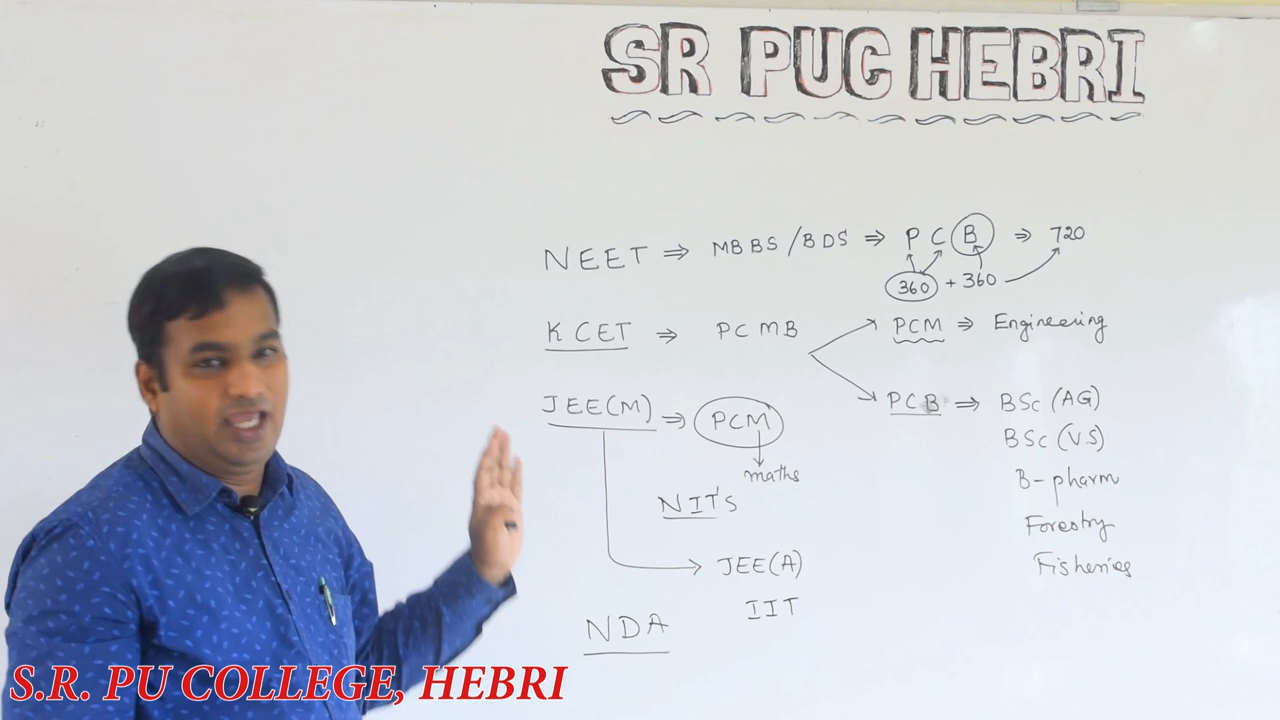 SR PUC HEBRI
NEET ⇒ MBBS/BDS ⇒ P C B ⇒ 720
360 + 360
KCET ⇒ PCMB
PCM ⇒ Engineering
PCB ⇒ BSc (AG)
BSc (V.S)
B-pharm
Forestry
Fisheries
JEE(M) ⇒ PCM
maths
NIT's
JEE(A)
IIT
NDA
S.R. PU COLLEGE, HEBRI